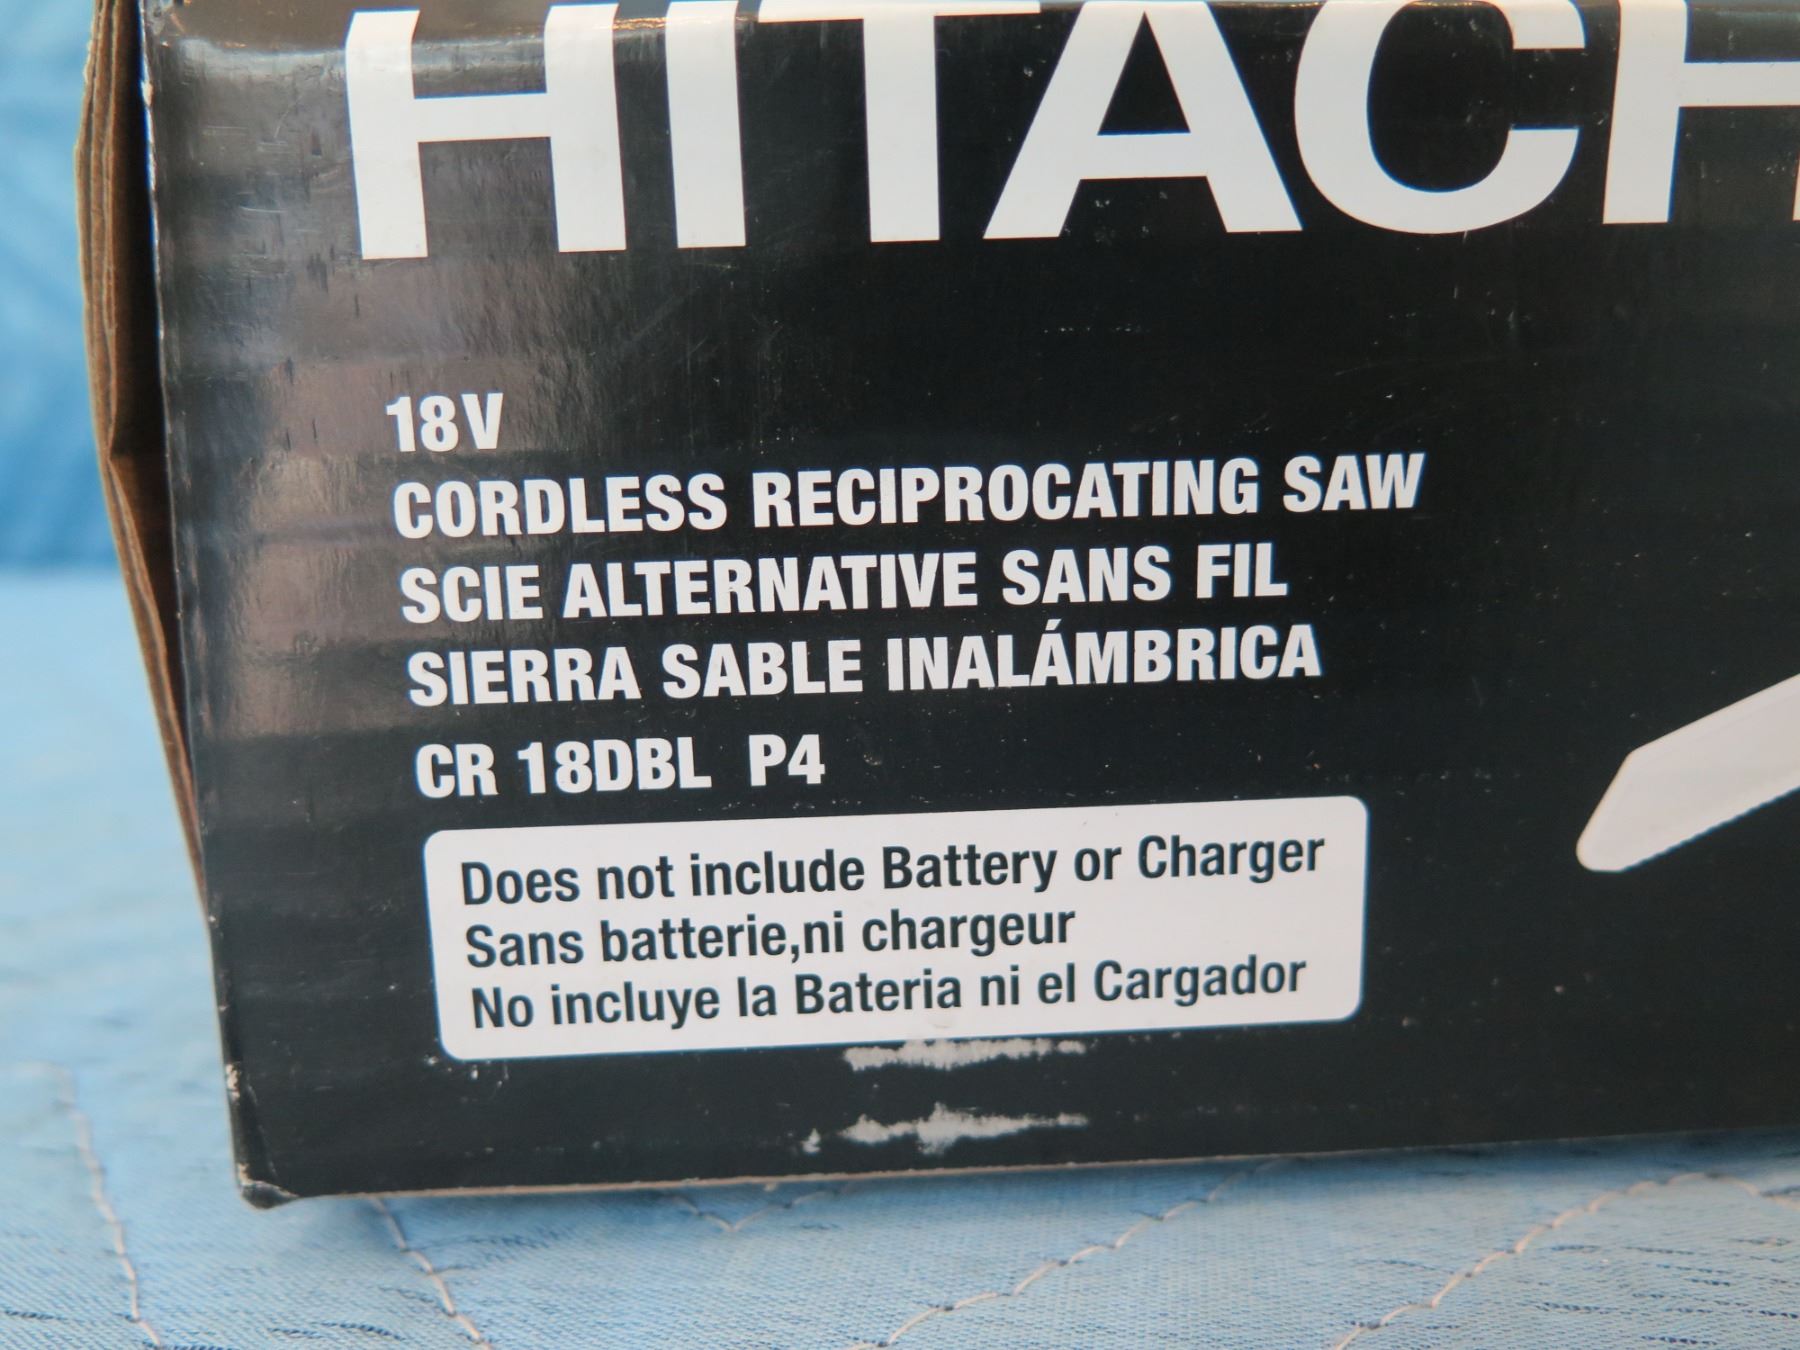 HITACH
18V
CORDLESS RECIPROCATING SAW
SCIE ALTERNATIVE SANS FIL
SIERRA SABLE INALÁMBRICA
CR 18DBL P4
Does not include Battery or Charger
Sans batterie,ni chargeur
No incluye la Bateria ni el Cargador